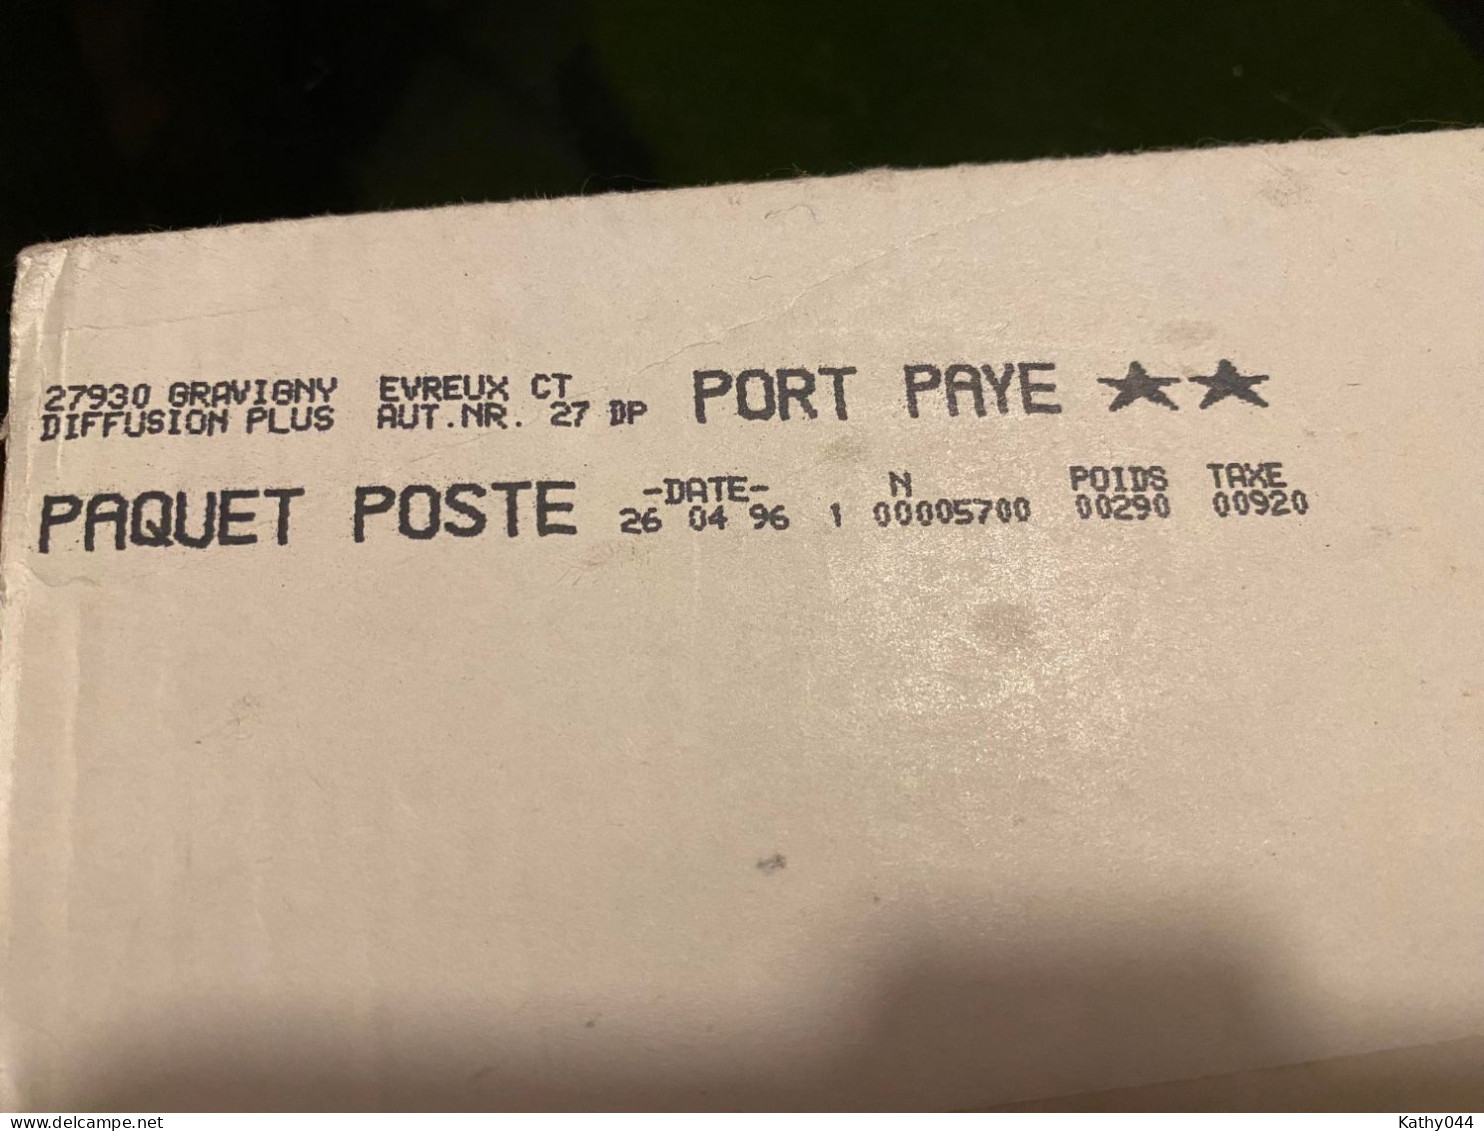 27930 GRAVIGNY EVREUX CT
DIFFUSION PLUS AUT.NR. 27 DP PORT PAYE ★★
-DATE- N POIDS TAXE
PAQUET POSTE 26 04 96 1 00005700 00290 00920
delcampe.net
Kathy044